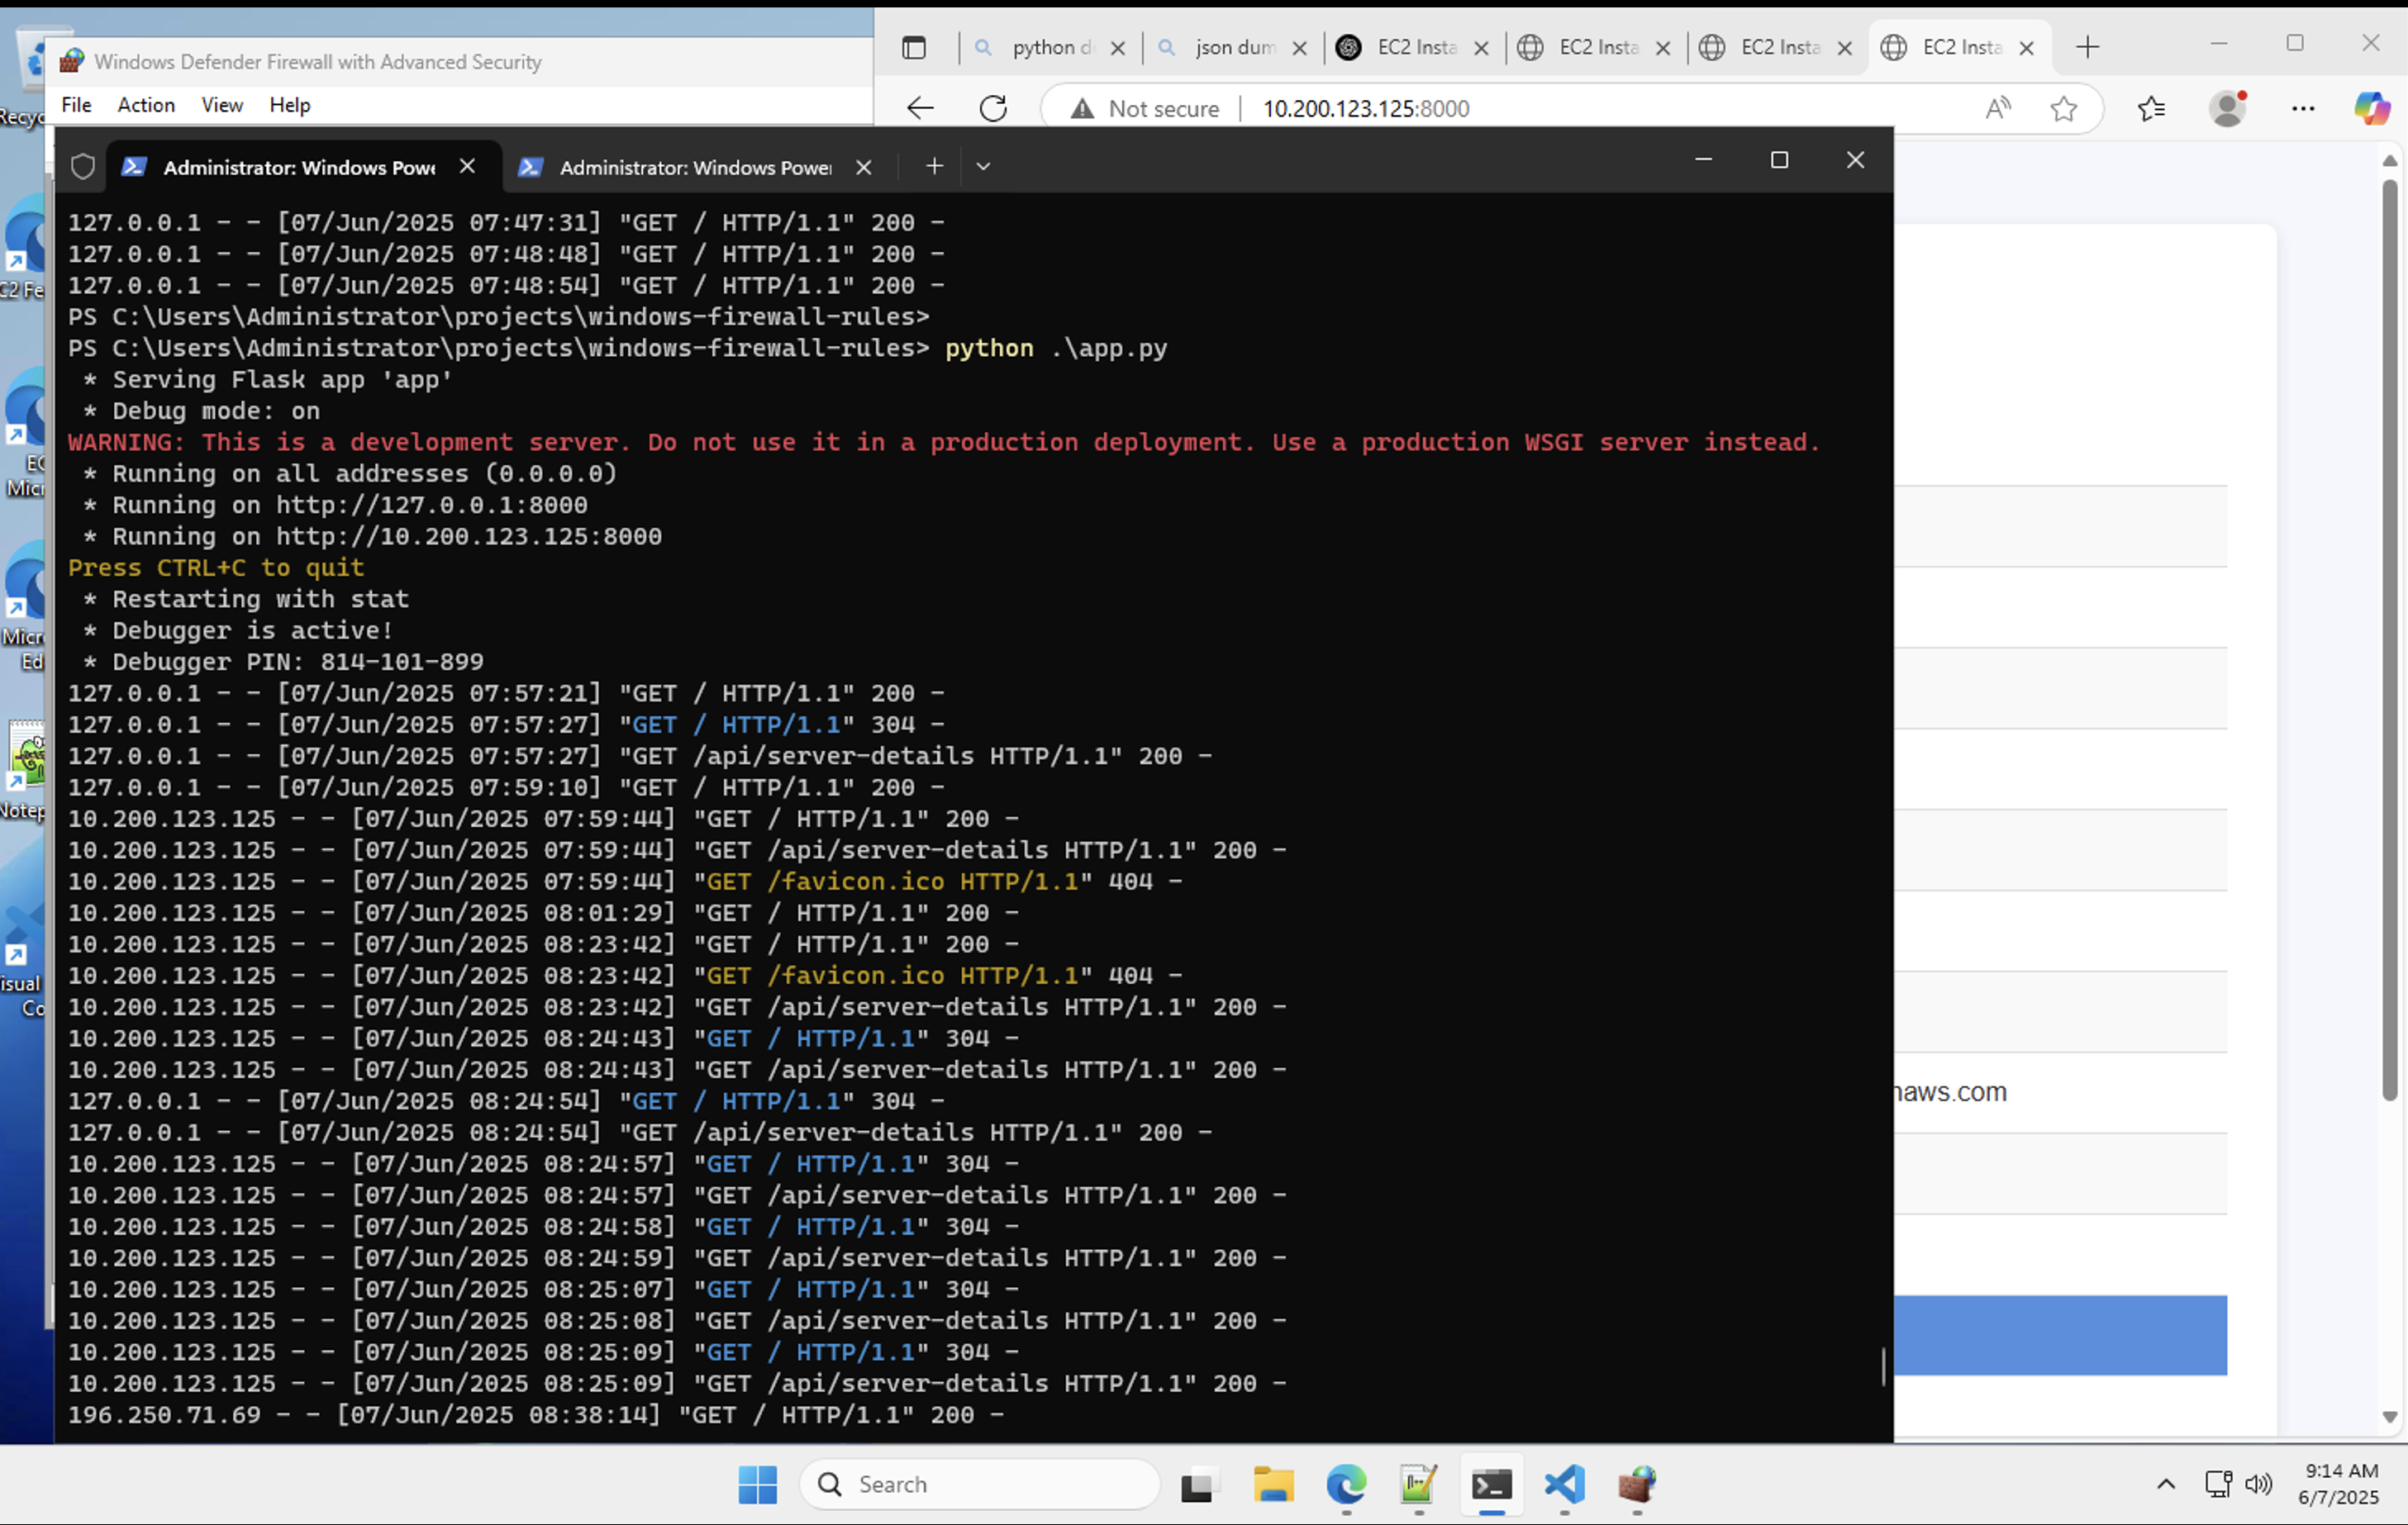 Windows Defender Firewall with Advanced Security
File Action View Help
python d
json dum
EC2 Insta
EC2 Insta
EC2 Insta
EC2 Insta
Not secure 10.200.123.125:8000
Administrator: Windows Powe
Administrator: Windows Power
127.0.0.1 - - [07/Jun/2025 07:47:31] "GET / HTTP/1.1" 200 -
127.0.0.1 - - [07/Jun/2025 07:48:48] "GET / HTTP/1.1" 200 -
127.0.0.1 - - [07/Jun/2025 07:48:54] "GET / HTTP/1.1" 200 -
PS C:\Users\Administrator\projects\windows-firewall-rules>
PS C:\Users\Administrator\projects\windows-firewall-rules> python .\app.py
* Serving Flask app 'app'
* Debug mode: on
WARNING: This is a development server. Do not use it in a production deployment. Use a production WSGI server instead.
* Running on all addresses (0.0.0.0)
* Running on http://127.0.0.1:8000
* Running on http://10.200.123.125:8000
Press CTRL+C to quit
* Restarting with stat
* Debugger is active!
* Debugger PIN: 814-101-899
127.0.0.1 - - [07/Jun/2025 07:57:21] "GET / HTTP/1.1" 200 -
127.0.0.1 - - [07/Jun/2025 07:57:27] "GET / HTTP/1.1" 304 -
127.0.0.1 - - [07/Jun/2025 07:57:27] "GET /api/server-details HTTP/1.1" 200 -
127.0.0.1 - - [07/Jun/2025 07:59:10] "GET / HTTP/1.1" 200 -
10.200.123.125 - - [07/Jun/2025 07:59:44] "GET / HTTP/1.1" 200 -
10.200.123.125 - - [07/Jun/2025 07:59:44] "GET /api/server-details HTTP/1.1" 200 -
10.200.123.125 - - [07/Jun/2025 07:59:44] "GET /favicon.ico HTTP/1.1" 404 -
10.200.123.125 - - [07/Jun/2025 08:01:29] "GET / HTTP/1.1" 200 -
10.200.123.125 - - [07/Jun/2025 08:23:42] "GET / HTTP/1.1" 200 -
10.200.123.125 - - [07/Jun/2025 08:23:42] "GET /favicon.ico HTTP/1.1" 404 -
10.200.123.125 - - [07/Jun/2025 08:23:42] "GET /api/server-details HTTP/1.1" 200 -
10.200.123.125 - - [07/Jun/2025 08:24:43] "GET / HTTP/1.1" 304 -
10.200.123.125 - - [07/Jun/2025 08:24:43] "GET /api/server-details HTTP/1.1" 200 -
127.0.0.1 - - [07/Jun/2025 08:24:54] "GET / HTTP/1.1" 304 -
127.0.0.1 - - [07/Jun/2025 08:24:54] "GET /api/server-details HTTP/1.1" 200 -
10.200.123.125 - - [07/Jun/2025 08:24:57] "GET / HTTP/1.1" 304 -
10.200.123.125 - - [07/Jun/2025 08:24:57] "GET /api/server-details HTTP/1.1" 200 -
10.200.123.125 - - [07/Jun/2025 08:24:58] "GET / HTTP/1.1" 304 -
10.200.123.125 - - [07/Jun/2025 08:24:59] "GET /api/server-details HTTP/1.1" 200 -
10.200.123.125 - - [07/Jun/2025 08:25:07] "GET / HTTP/1.1" 304 -
10.200.123.125 - - [07/Jun/2025 08:25:08] "GET /api/server-details HTTP/1.1" 200 -
10.200.123.125 - - [07/Jun/2025 08:25:09] "GET / HTTP/1.1" 304 -
10.200.123.125 - - [07/Jun/2025 08:25:09] "GET /api/server-details HTTP/1.1" 200 -
196.250.71.69 - - [07/Jun/2025 08:38:14] "GET / HTTP/1.1" 200 -
Recyc
C2 Fe
EC
Micr
Micr
Ed
Notep
isual
Co
naws.com
Search
9:14 AM
6/7/2025